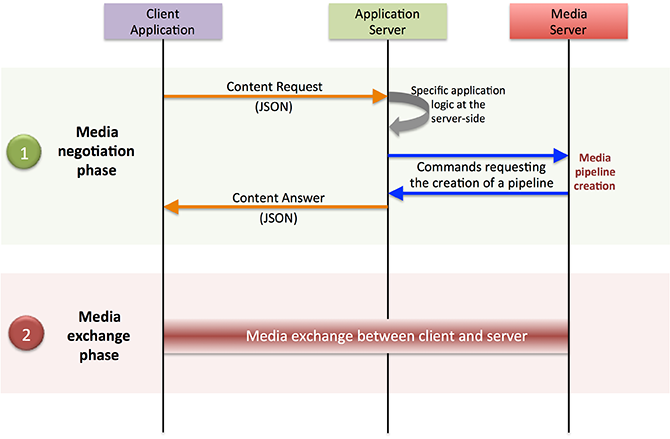 Client
Application
Application
Server
Media
Server
1
Media
negotiation
phase
Content Request
(JSON)
Specific application
logic at the
server-side
Commands requesting
the creation of a pipeline
Media
pipeline
creation
Content Answer
(JSON)
2
Media
exchange
phase
Media exchange between client and server